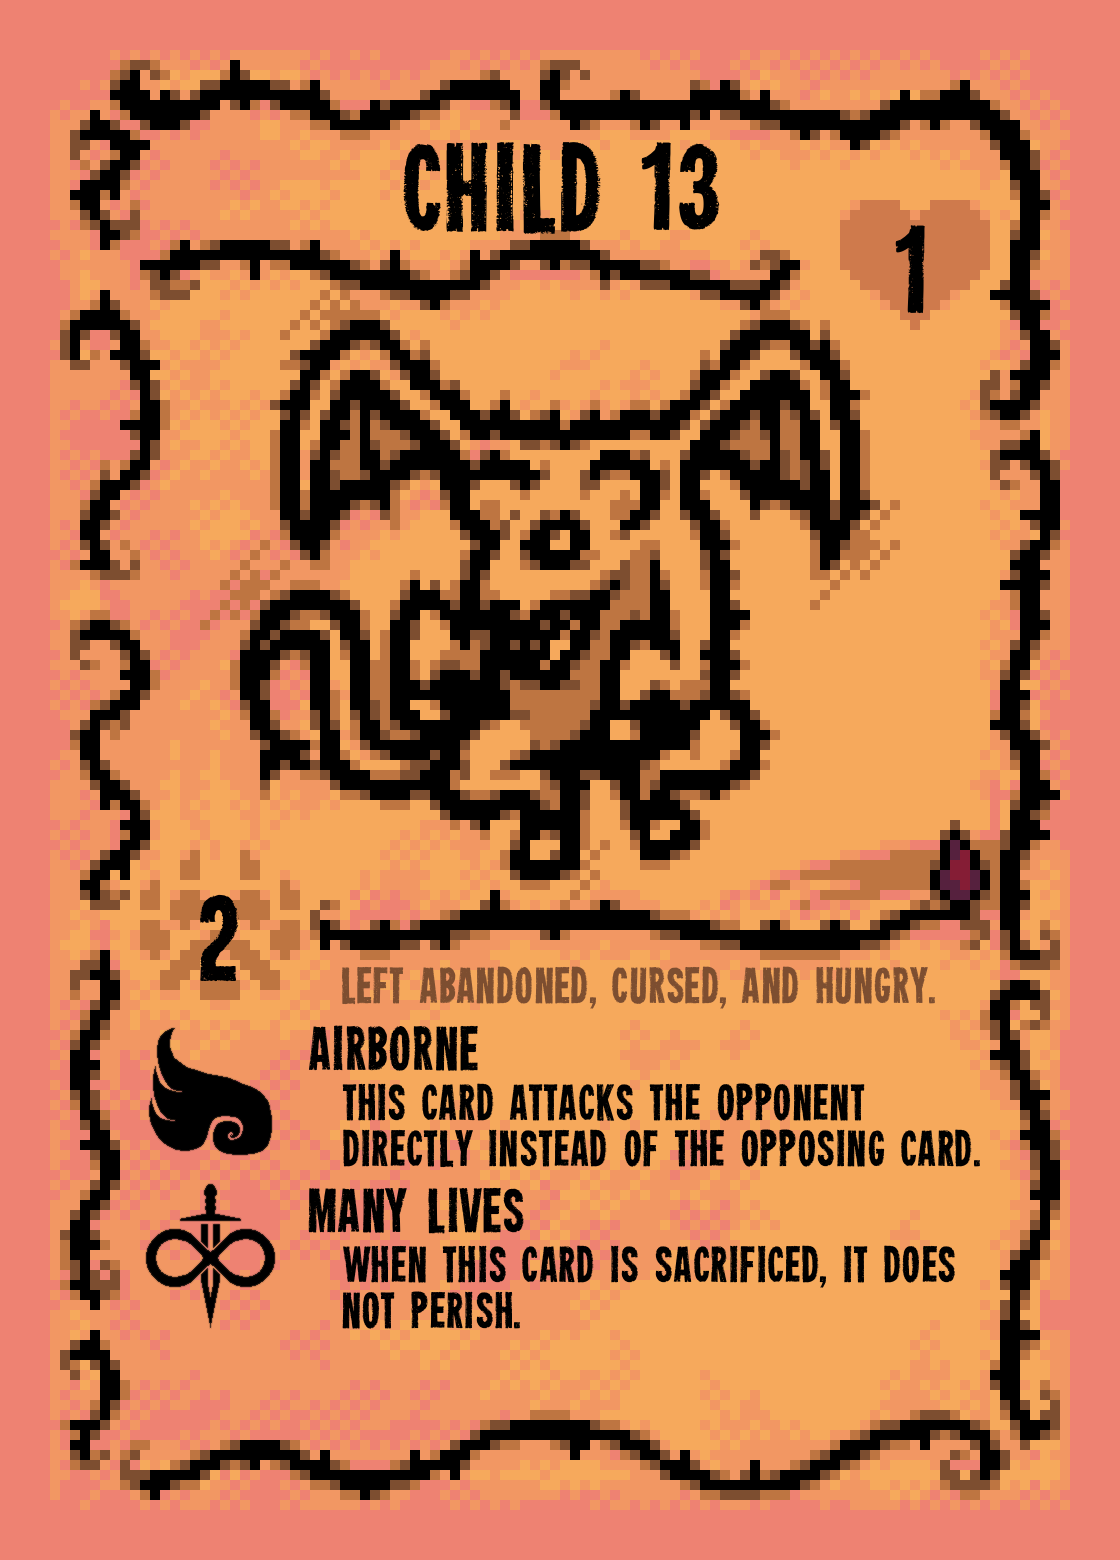 CHILD 13
1
2
LEFT ABANDONED, CURSED, AND HUNGRY.
AIRBORNE
THIS CARD ATTACKS THE OPPONENT
DIRECTLY INSTEAD OF THE OPPOSING CARD.
MANY LIVES
WHEN THIS CARD IS SACRIFICED, IT DOES
NOT PERISH.